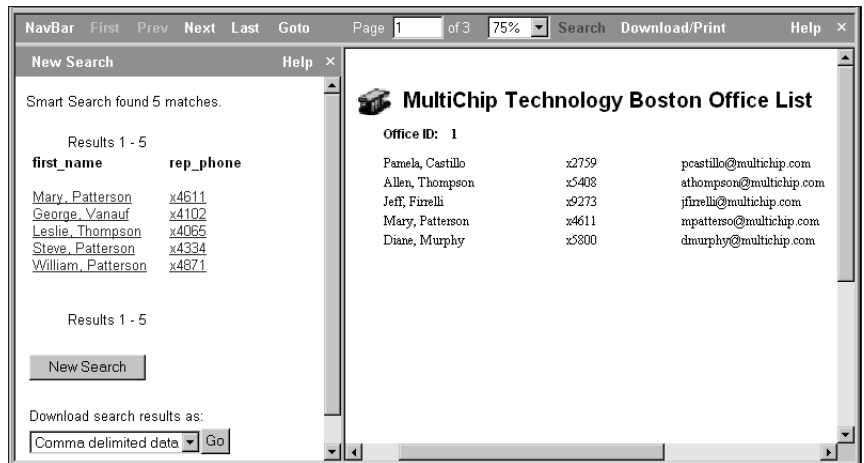 NavBar First Prev Next Last Goto Page 1 of 3 75% Search Download/Print Help ×
New Search Help ×
Smart Search found 5 matches.
Results 1 - 5
first_name rep_phone
Mary, Patterson x4611
George, Vanauf x4102
Leslie, Thompson x4065
Steve, Patterson x4334
William, Patterson x4871
Results 1 - 5
New Search
Download search results as:
Comma delimited data Go
MultiChip Technology Boston Office List
Office ID: 1
Pamela, Castillo x2759 pcastillo@multichip.com
Allen, Thompson x5408 athompson@multichip.com
Jeff, Firrelli x9273 jfirrelli@multichip.com
Mary, Patterson x4611 mpatterso@multichip.com
Diane, Murphy x5800 dmurphy@multichip.com